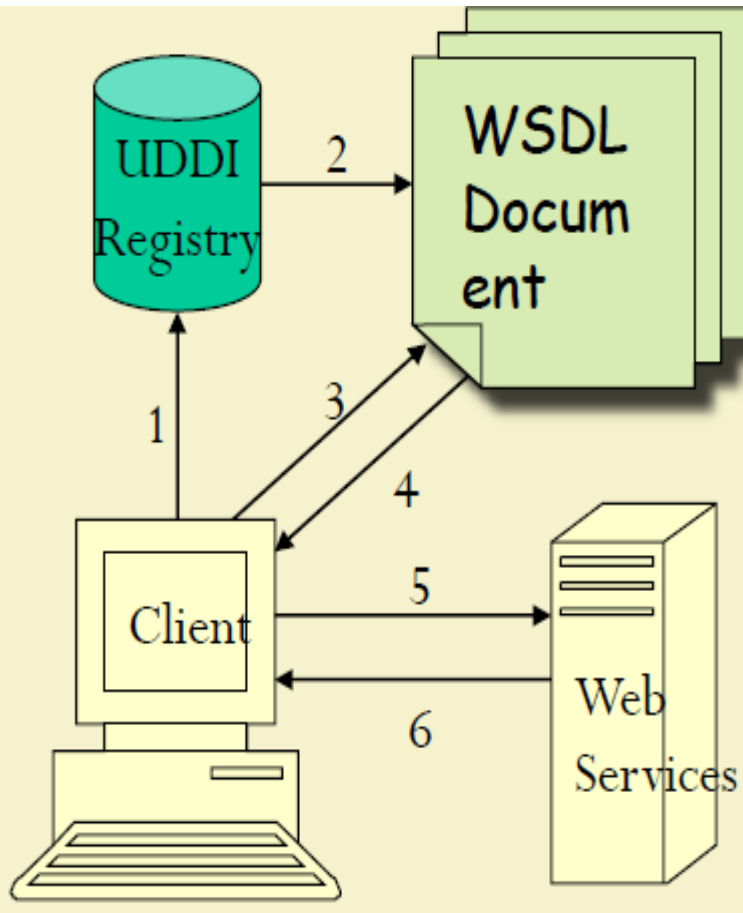 UDDI
Registry
2
WSDL
Docum
ent
1
3
4
Client
5
6
Web
Services